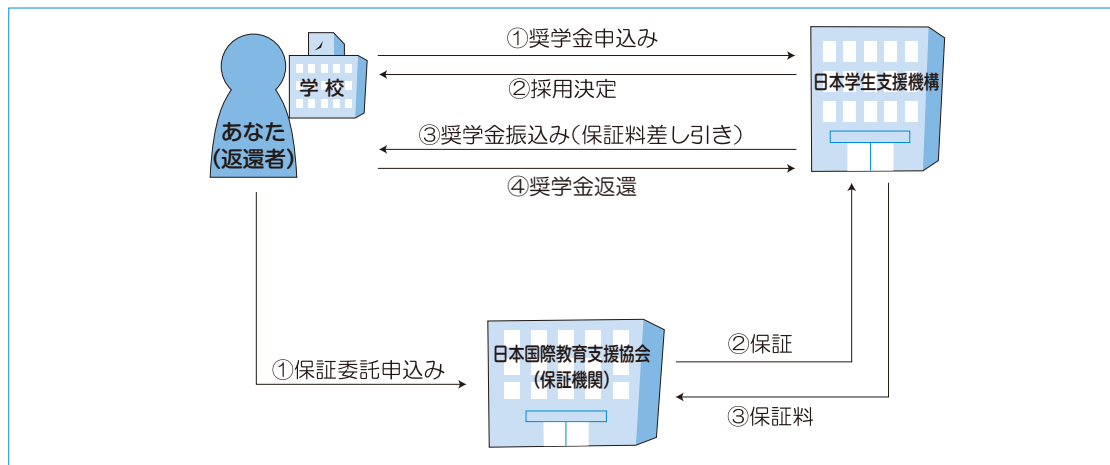 ①奨学金申込み
学校
②採用決定
日本学生支援機構
あなた
(返還者)
③奨学金振込み(保証料差し引き)
④奨学金返還
日本国際教育支援協会
(保証機関)
①保証委託申込み
②保証
③保証料